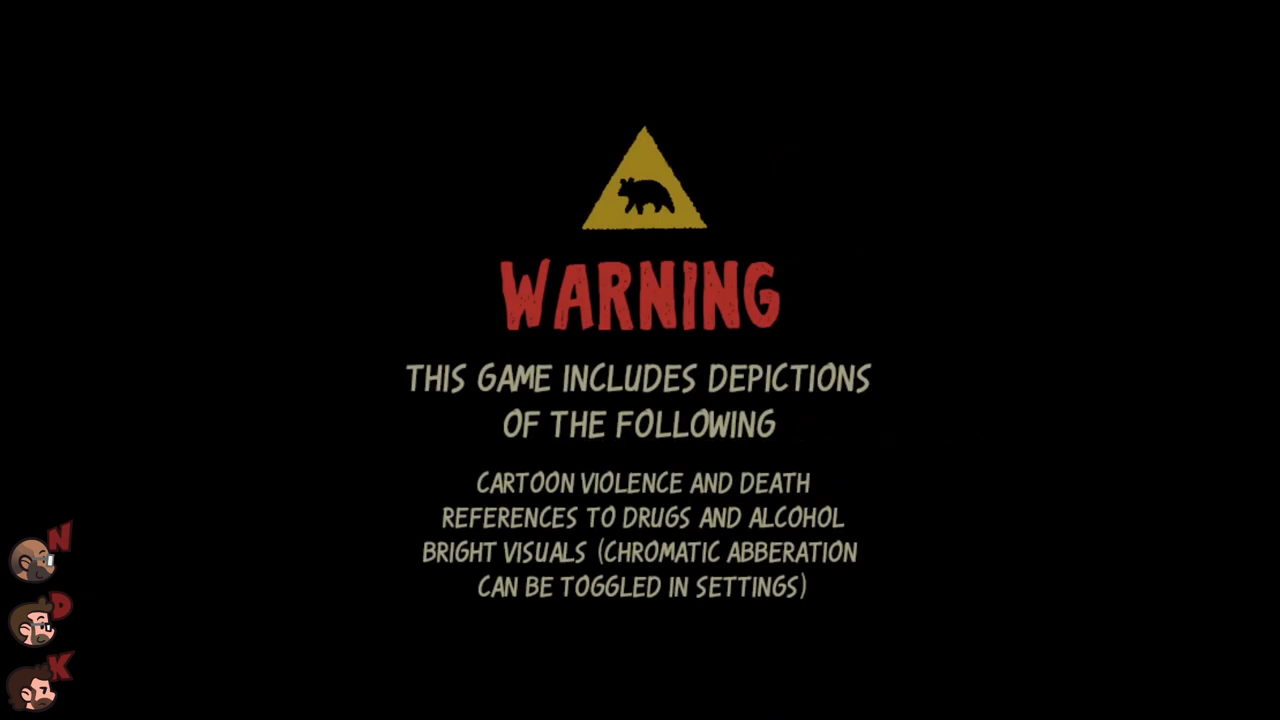 WARNING
THIS GAME INCLUDES DEPICTIONS
OF THE FOLLOWING
CARTOON VIOLENCE AND DEATH
REFERENCES TO DRUGS AND ALCOHOL
BRIGHT VISUALS (CHROMATIC ABBERATION
CAN BE TOGGLED IN SETTINGS)
N
D
K